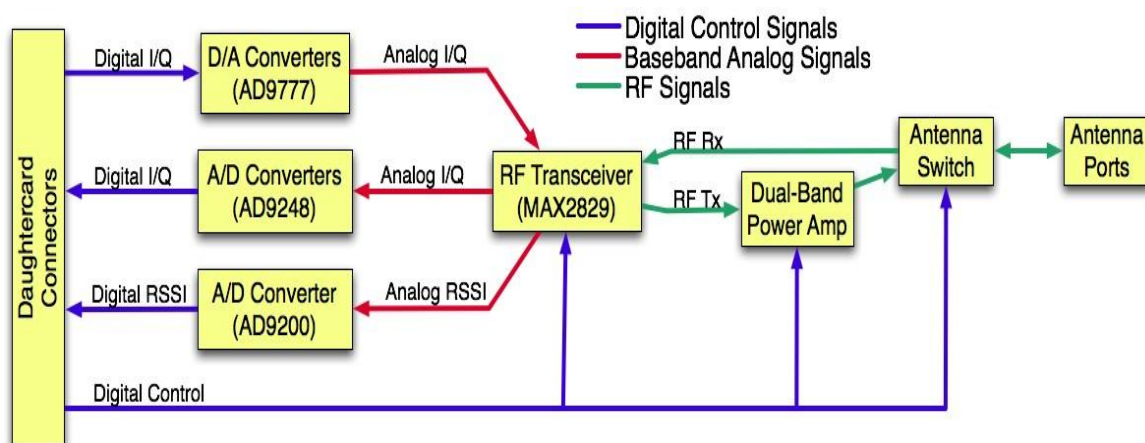 Digital Control Signals
Baseband Analog Signals
RF Signals
Daughtercard
Connectors
Digital I/Q
D/A Converters
(AD9777)
Analog I/Q
Digital I/Q
A/D Converters
(AD9248)
Analog I/Q
RF Transceiver
(MAX2829)
RF Rx
RF Tx
Dual-Band
Power Amp
Antenna
Switch
Antenna
Ports
Digital RSSI
A/D Converter
(AD9200)
Analog RSSI
Digital Control